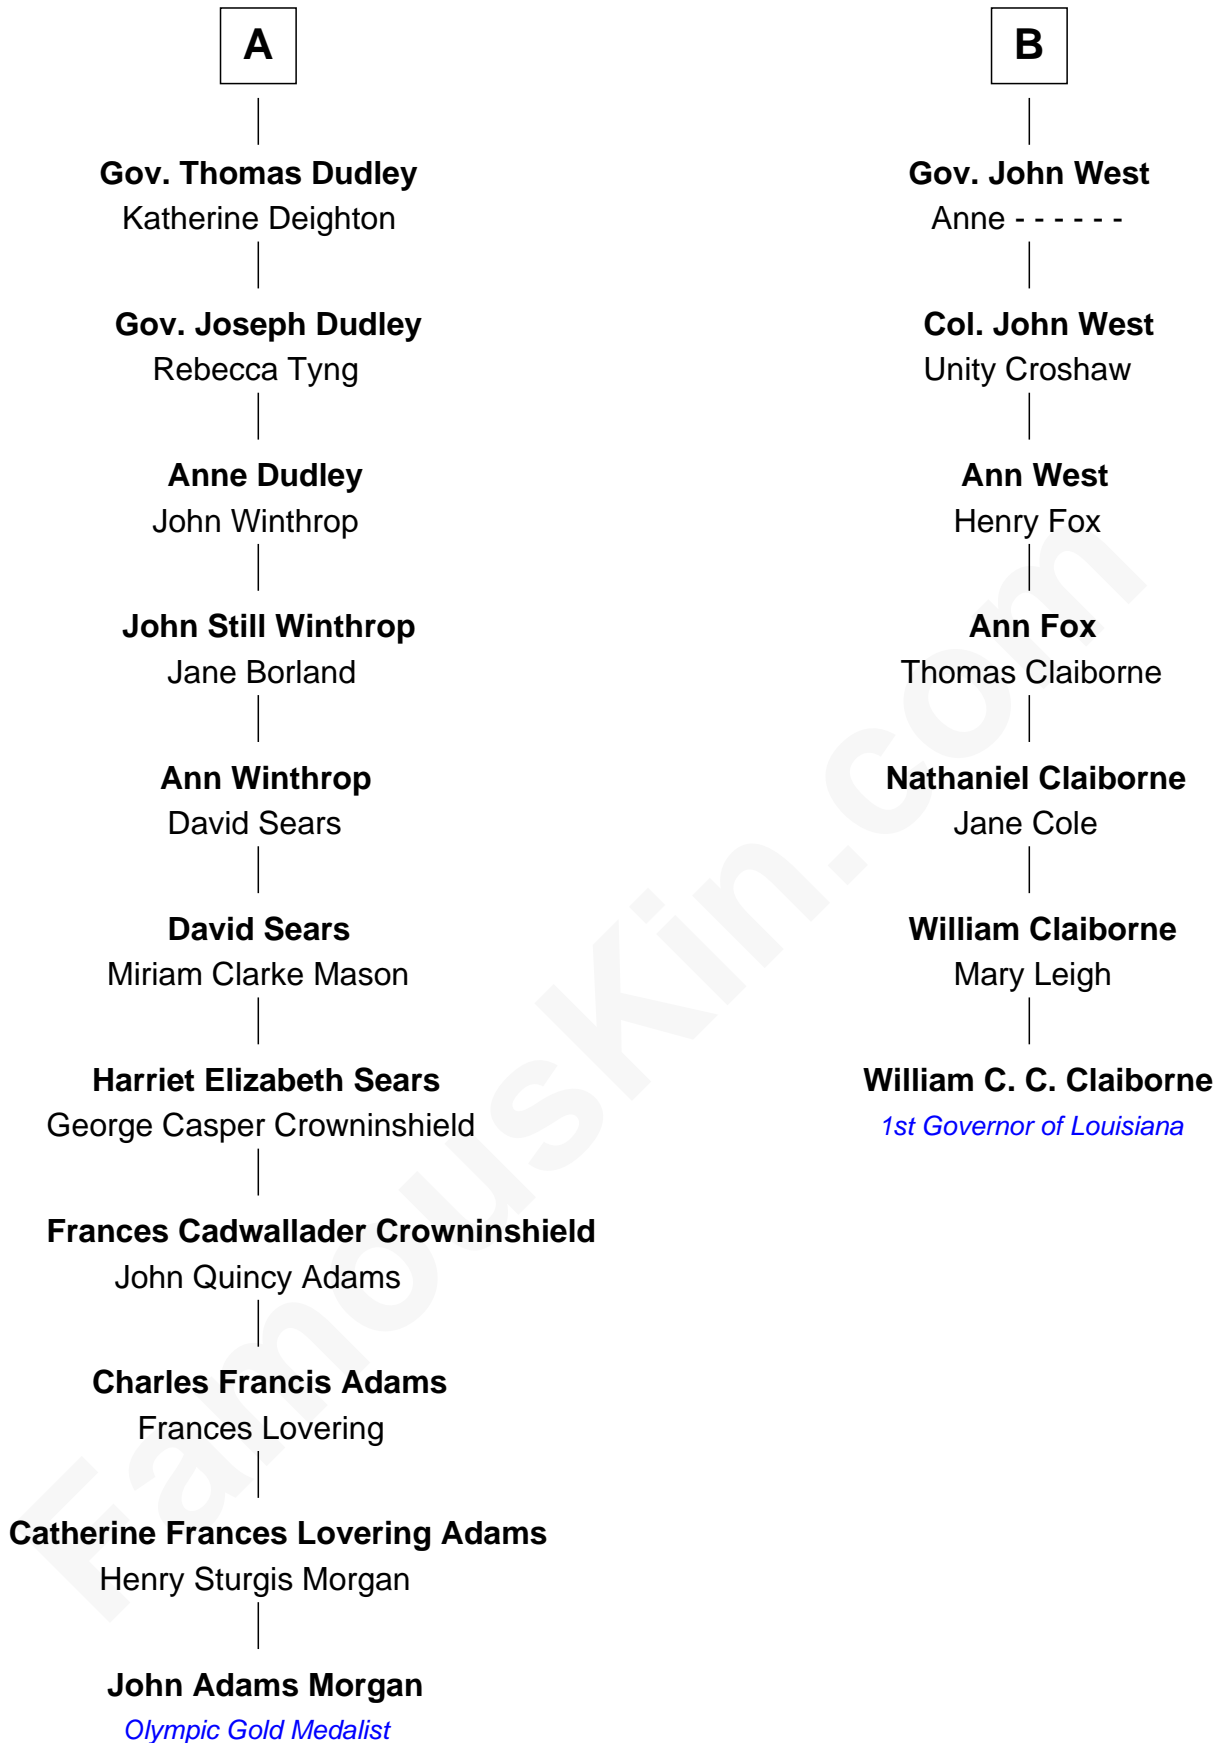 A
Gov. Thomas Dudley
Katherine Deighton
Gov. Joseph Dudley
Rebecca Tyng
Anne Dudley
John Winthrop
John Still Winthrop
Jane Borland
Ann Winthrop
David Sears
David Sears
Miriam Clarke Mason
Harriet Elizabeth Sears
George Casper Crowninshield
Frances Cadwallader Crowninshield
John Quincy Adams
Charles Francis Adams
Frances Lovering
Catherine Frances Lovering Adams
Henry Sturgis Morgan
John Adams Morgan
Olympic Gold Medalist
B
Gov. John West
Anne - - - - - -
Col. John West
Unity Croshaw
Ann West
Henry Fox
Ann Fox
Thomas Claiborne
Nathaniel Claiborne
Jane Cole
William Claiborne
Mary Leigh
William C. C. Claiborne
1st Governor of Louisiana
FamousKin.com